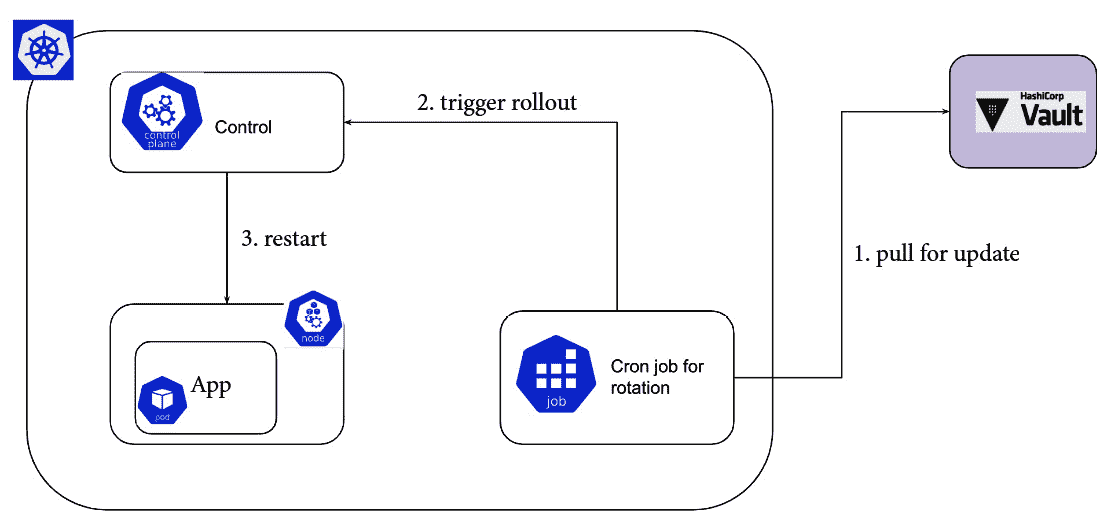 control
plane
Control
2. trigger rollout
HashiCorp
Vault
3. restart
1. pull for update
node
App
pod
job
Cron job for
rotation